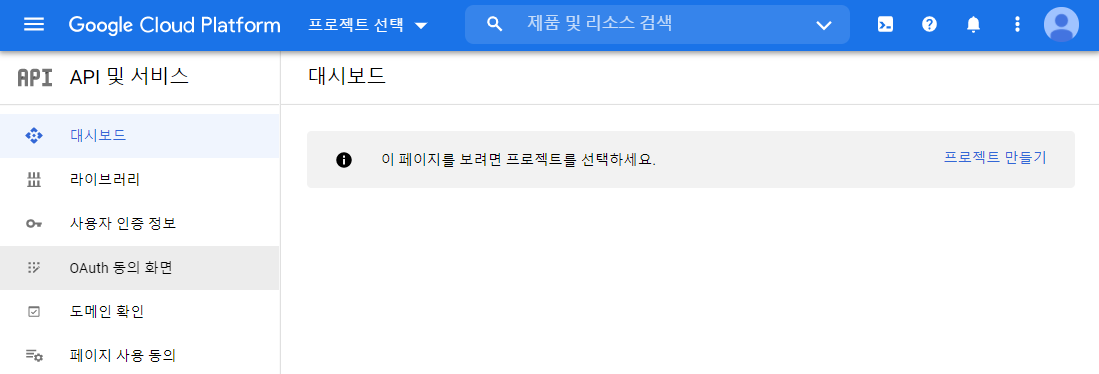 Google Cloud Platform 프로젝트 선택 제품 및 리소스 검색
API API 및 서비스 대시보드
대시보드
이 페이지를 보려면 프로젝트를 선택하세요. 프로젝트 만들기
라이브러리
사용자 인증 정보
OAuth 동의 화면
도메인 확인
페이지 사용 동의